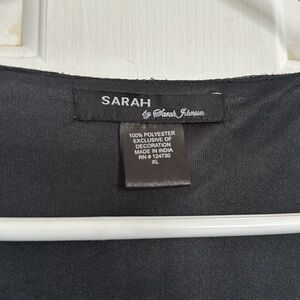 SARAH
by Sarah Johnson
100% POLYESTER
EXCLUSIVE OF
DECORATION
MADE IN INDIA
RN # 124730
XL